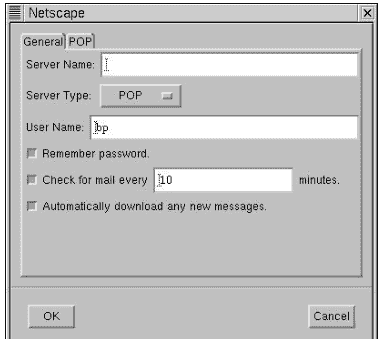 Netscape
General POP
Server Name:
Server Type: POP
User Name: bp
Remember password.
Check for mail every 10 minutes.
Automatically download any new messages.
OK Cancel